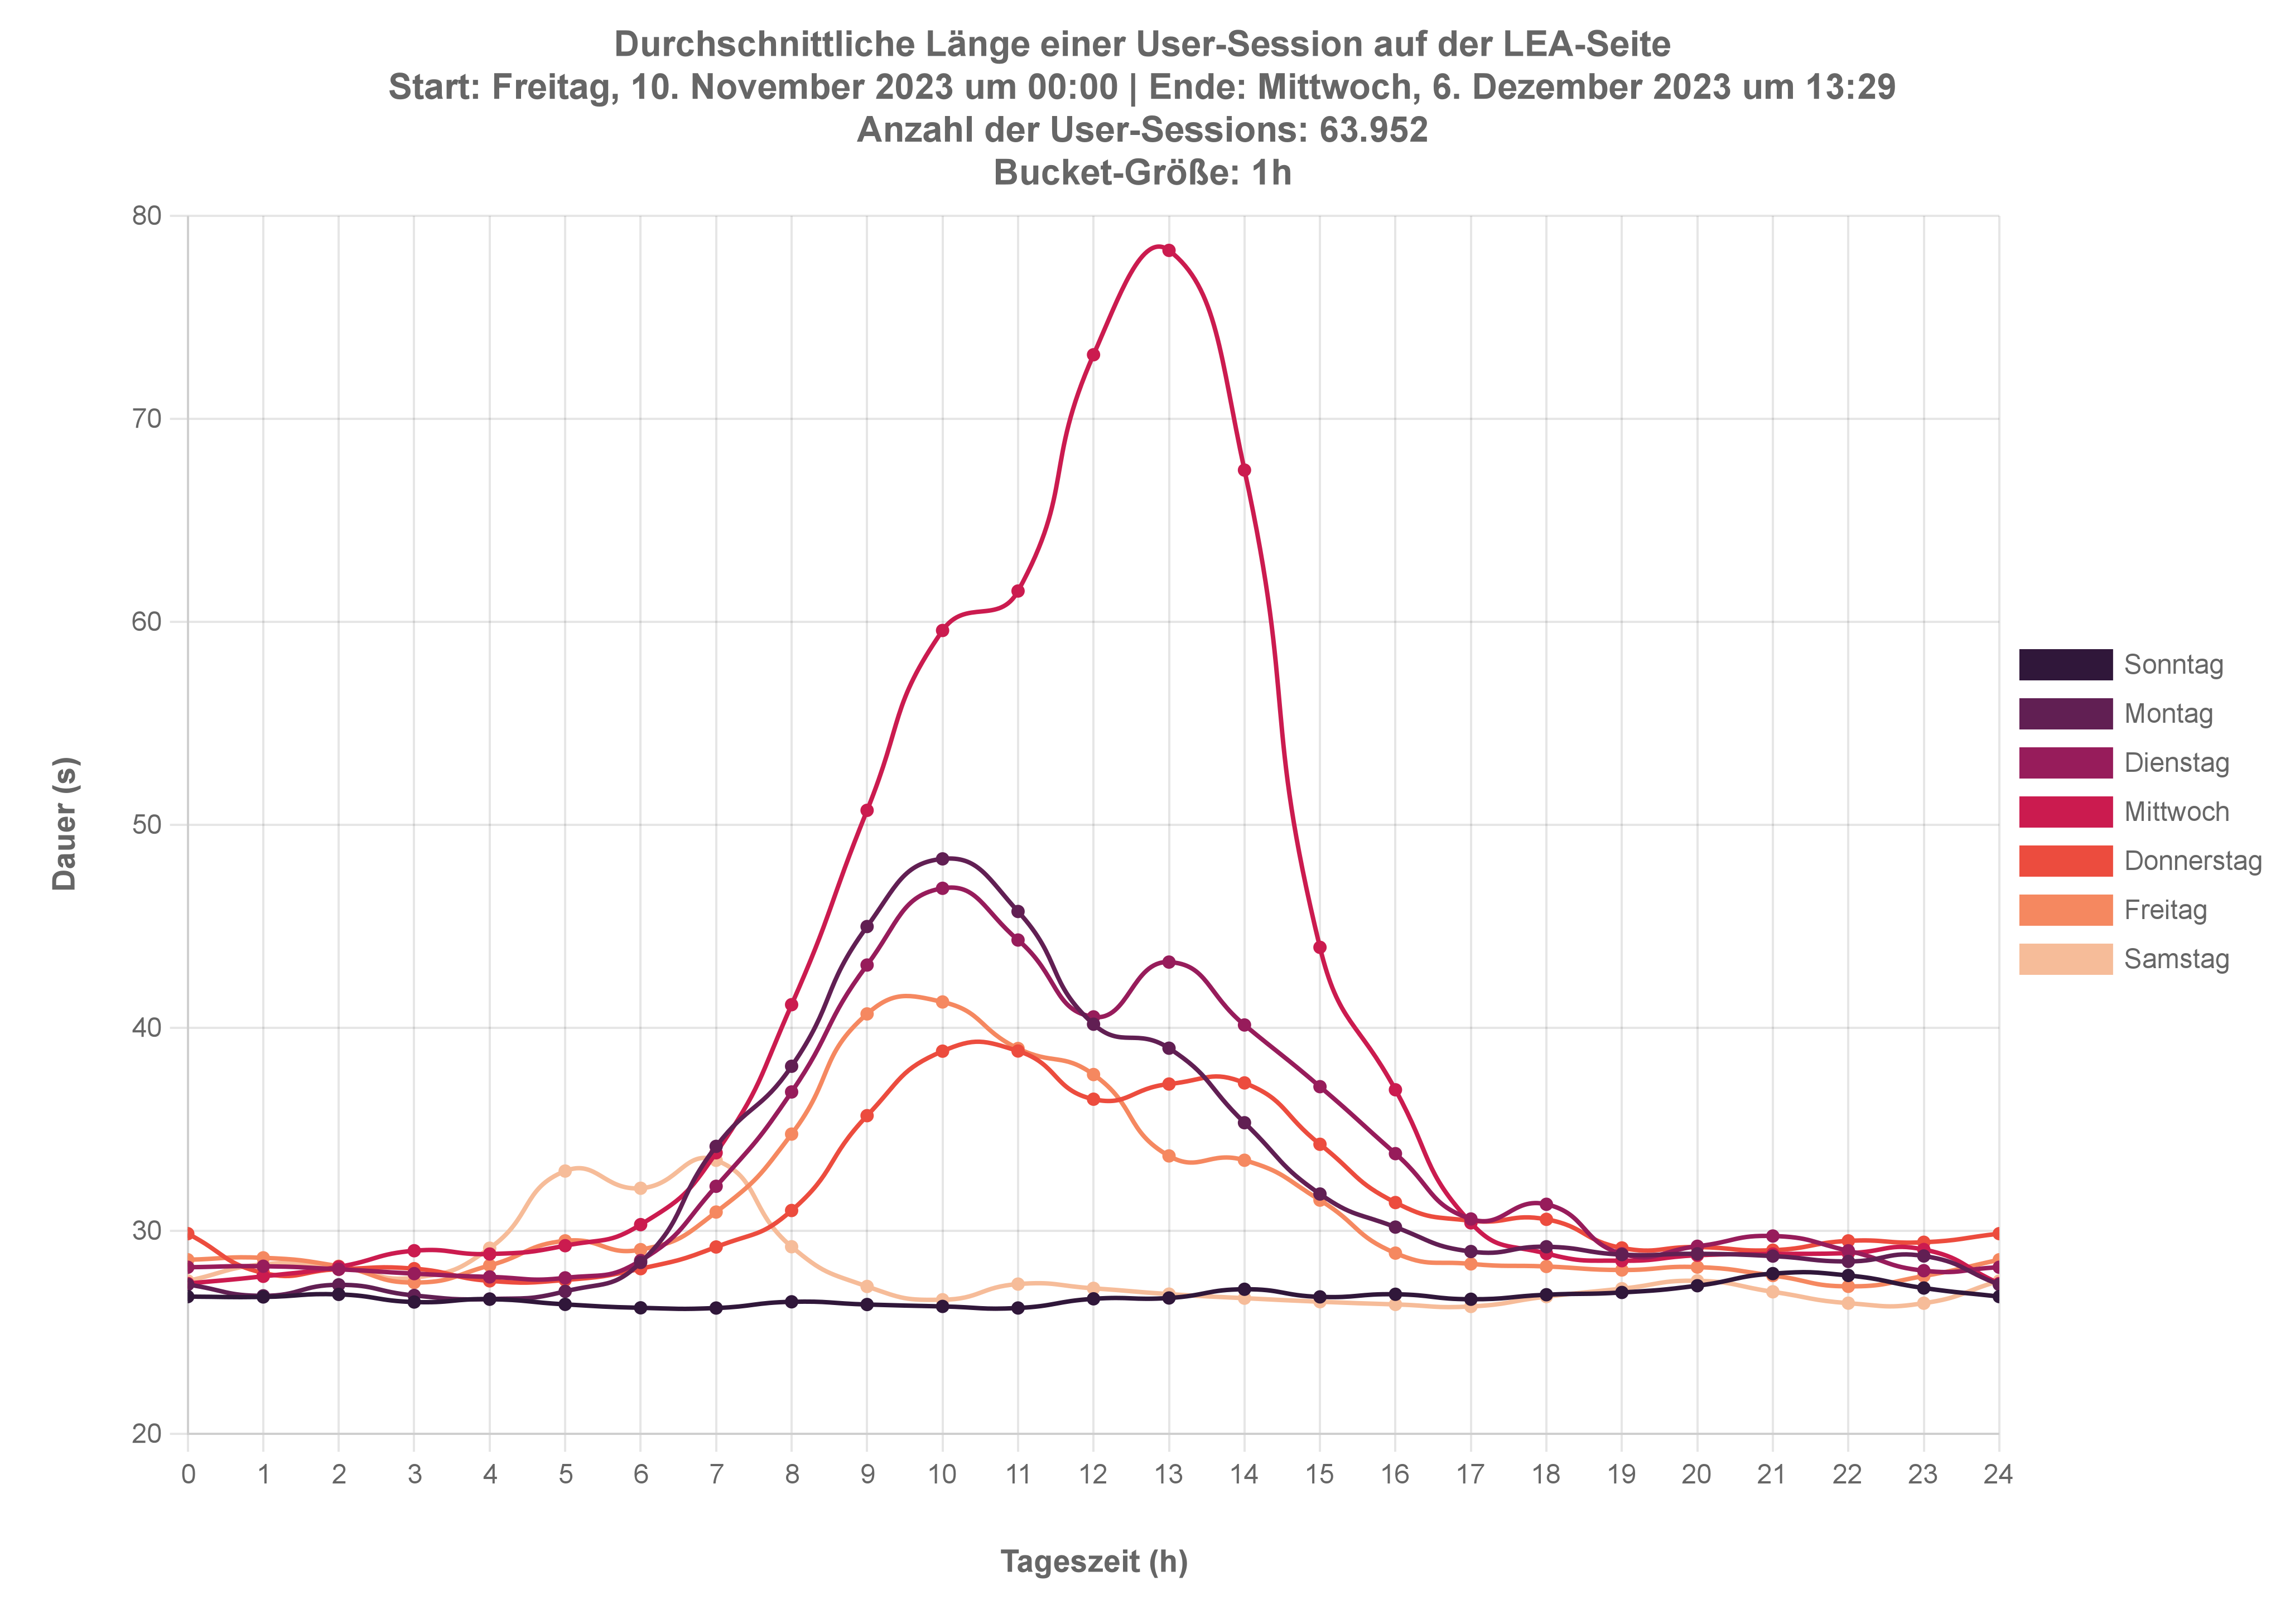 Durchschnittliche Länge einer User-Session auf der LEA-Seite
Start: Freitag, 10. November 2023 um 00:00 | Ende: Mittwoch, 6. Dezember 2023 um 13:29
Anzahl der User-Sessions: 63.952
Bucket-Größe: 1h
80
70
60
50
40
30
20
Dauer (s)
0 1 2 3 4 5 6 7 8 9 10 11 12 13 14 15 16 17 18 19 20 21 22 23 24
Tageszeit (h)
Sonntag
Montag
Dienstag
Mittwoch
Donnerstag
Freitag
Samstag